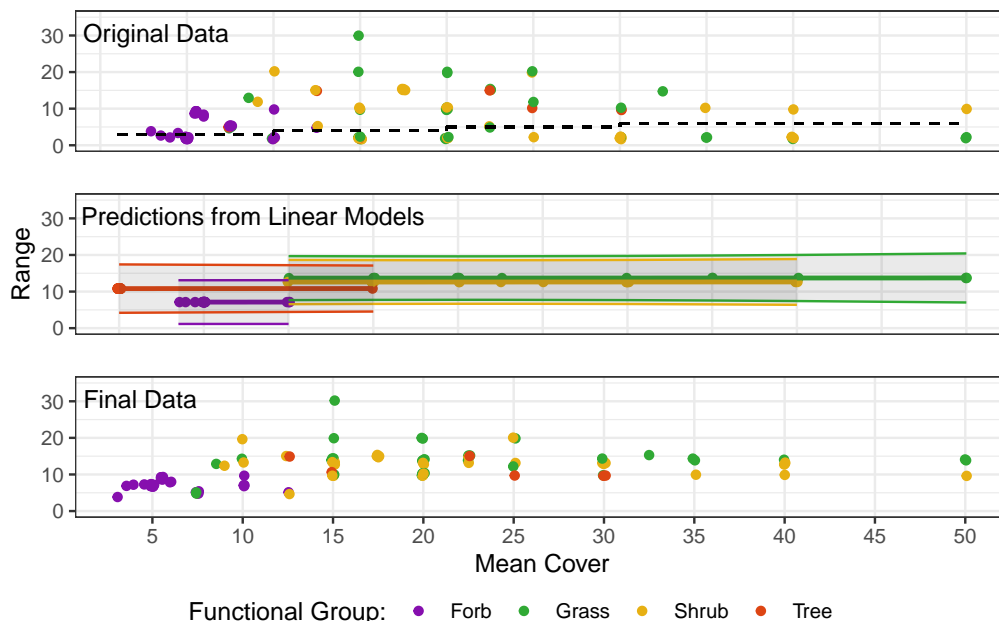 Original Data
30
20
10
0
Predictions from Linear Models
30
20
10
0
Range
Final Data
30
20
10
0
5 10 15 20 25 30 35 40 45 50
Mean Cover
Functional Group: Forb Grass Shrub Tree